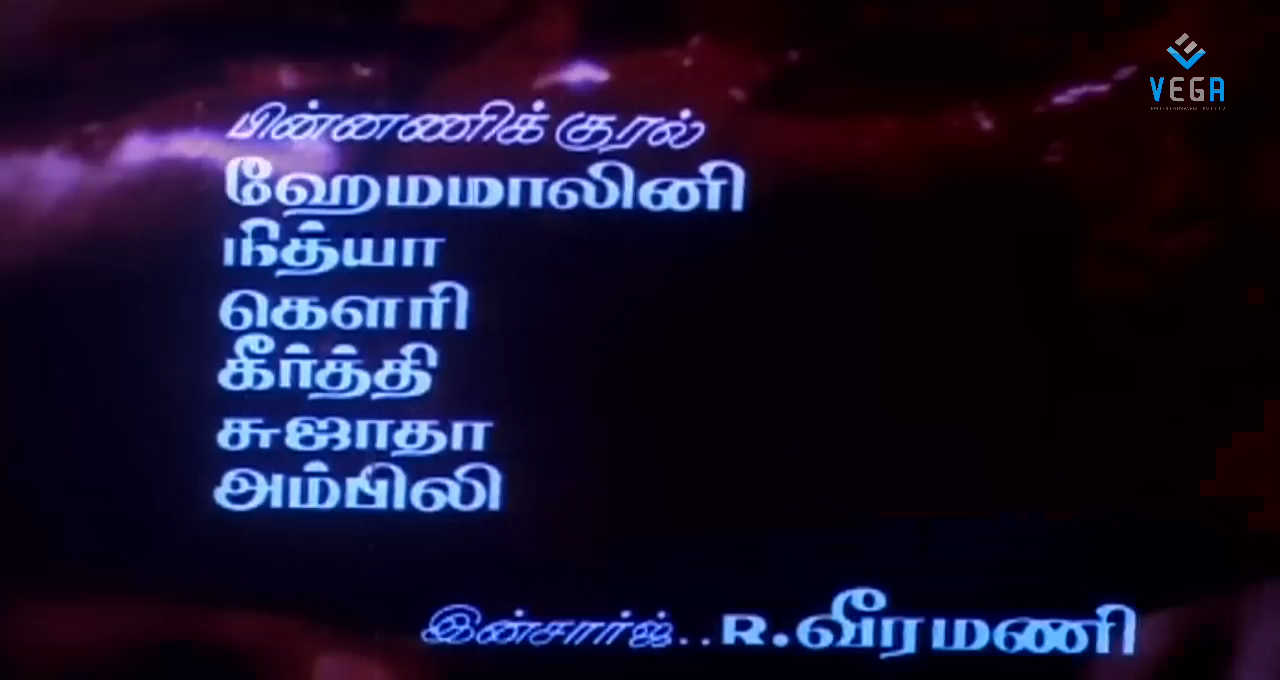 VEGA
பின்னணிக் குரல்
ஹேமமாலினி
நித்யா
கௌரி
கீர்த்தி
சுஜாதா
அம்பிலி
இன்சார்ஜ்.. R.வீரமணி